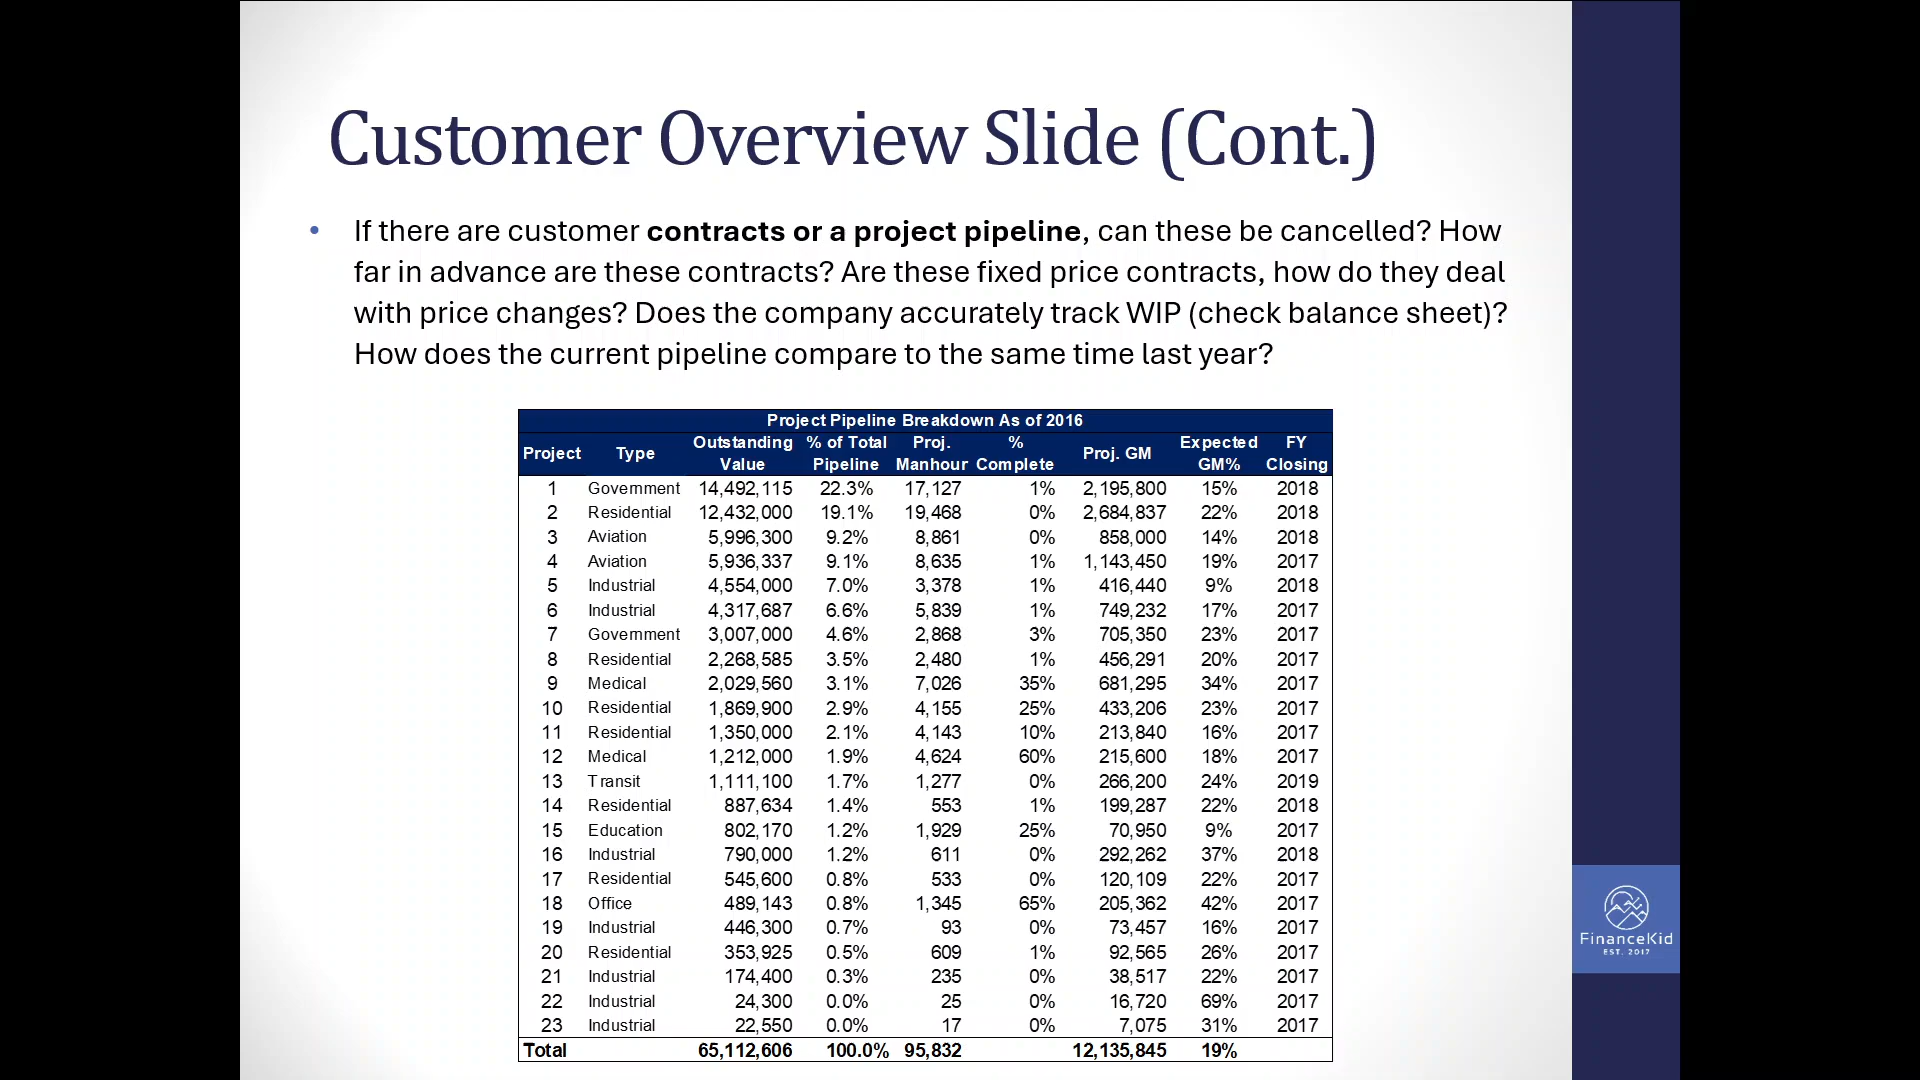 Customer Overview Slide (Cont.)
• If there are customer contracts or a project pipeline, can these be cancelled? How
far in advance are these contracts? Are these fixed price contracts, how do they deal
with price changes? Does the company accurately track WIP (check balance sheet)?
How does the current pipeline compare to the same time last year?
Project Pipeline Breakdown As of 2016
Project Type Outstanding Value % of Total Pipeline Proj. Manhour % Complete Proj. GM Expected GM% FY Closing
1 Government 14,492,115 22.3% 17,127 1% 2,195,800 15% 2018
2 Residential 12,432,000 19.1% 19,468 0% 2,684,837 22% 2018
3 Aviation 5,996,300 9.2% 8,861 0% 858,000 14% 2018
4 Aviation 5,936,337 9.1% 8,635 1% 1,143,450 19% 2017
5 Industrial 4,554,000 7.0% 3,378 1% 416,440 9% 2018
6 Industrial 4,317,687 6.6% 5,839 1% 749,232 17% 2017
7 Government 3,007,000 4.6% 2,868 3% 705,350 23% 2017
8 Residential 2,268,585 3.5% 2,480 1% 456,291 20% 2017
9 Medical 2,029,560 3.1% 7,026 35% 681,295 34% 2017
10 Residential 1,869,900 2.9% 4,155 25% 433,206 23% 2017
11 Residential 1,350,000 2.1% 4,143 10% 213,840 16% 2017
12 Medical 1,212,000 1.9% 4,624 60% 215,600 18% 2017
13 Transit 1,111,100 1.7% 1,277 0% 266,200 24% 2019
14 Residential 887,634 1.4% 553 1% 199,287 22% 2018
15 Education 802,170 1.2% 1,929 25% 70,950 9% 2017
16 Industrial 790,000 1.2% 611 0% 292,262 37% 2018
17 Residential 545,600 0.8% 533 0% 120,109 22% 2017
18 Office 489,143 0.8% 1,345 65% 205,362 42% 2017
19 Industrial 446,300 0.7% 93 0% 73,457 16% 2017
20 Residential 353,925 0.5% 609 1% 92,565 26% 2017
21 Industrial 174,400 0.3% 235 0% 38,517 22% 2017
22 Industrial 24,300 0.0% 25 0% 16,720 69% 2017
23 Industrial 22,550 0.0% 17 0% 7,075 31% 2017
Total 65,112,606 100.0% 95,832 12,135,845 19%
FinanceKid
EST. 2017